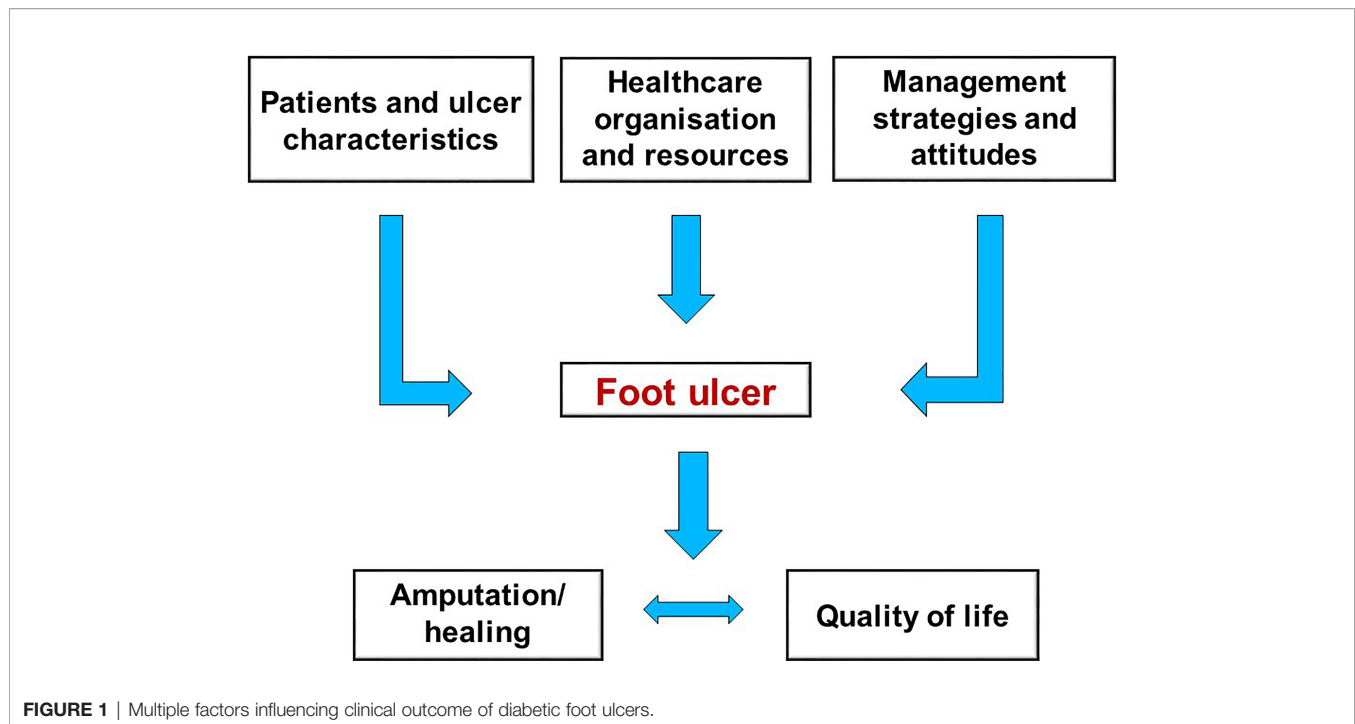 Patients and ulcer
characteristics
Healthcare
organisation
and resources
Management
strategies and
attitudes
Foot ulcer
Amputation/
healing
Quality of life
FIGURE 1 | Multiple factors influencing clinical outcome of diabetic foot ulcers.